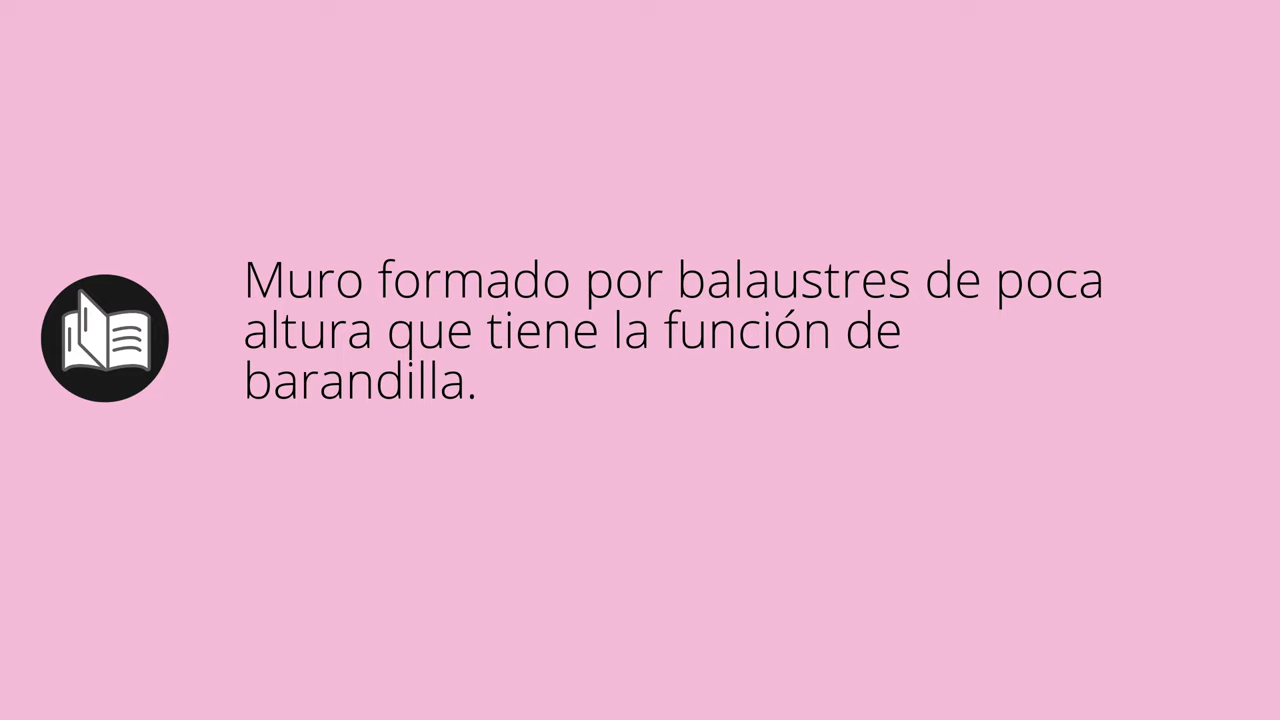 Muro formado por balaustres de poca
altura que tiene la función de
barandilla.